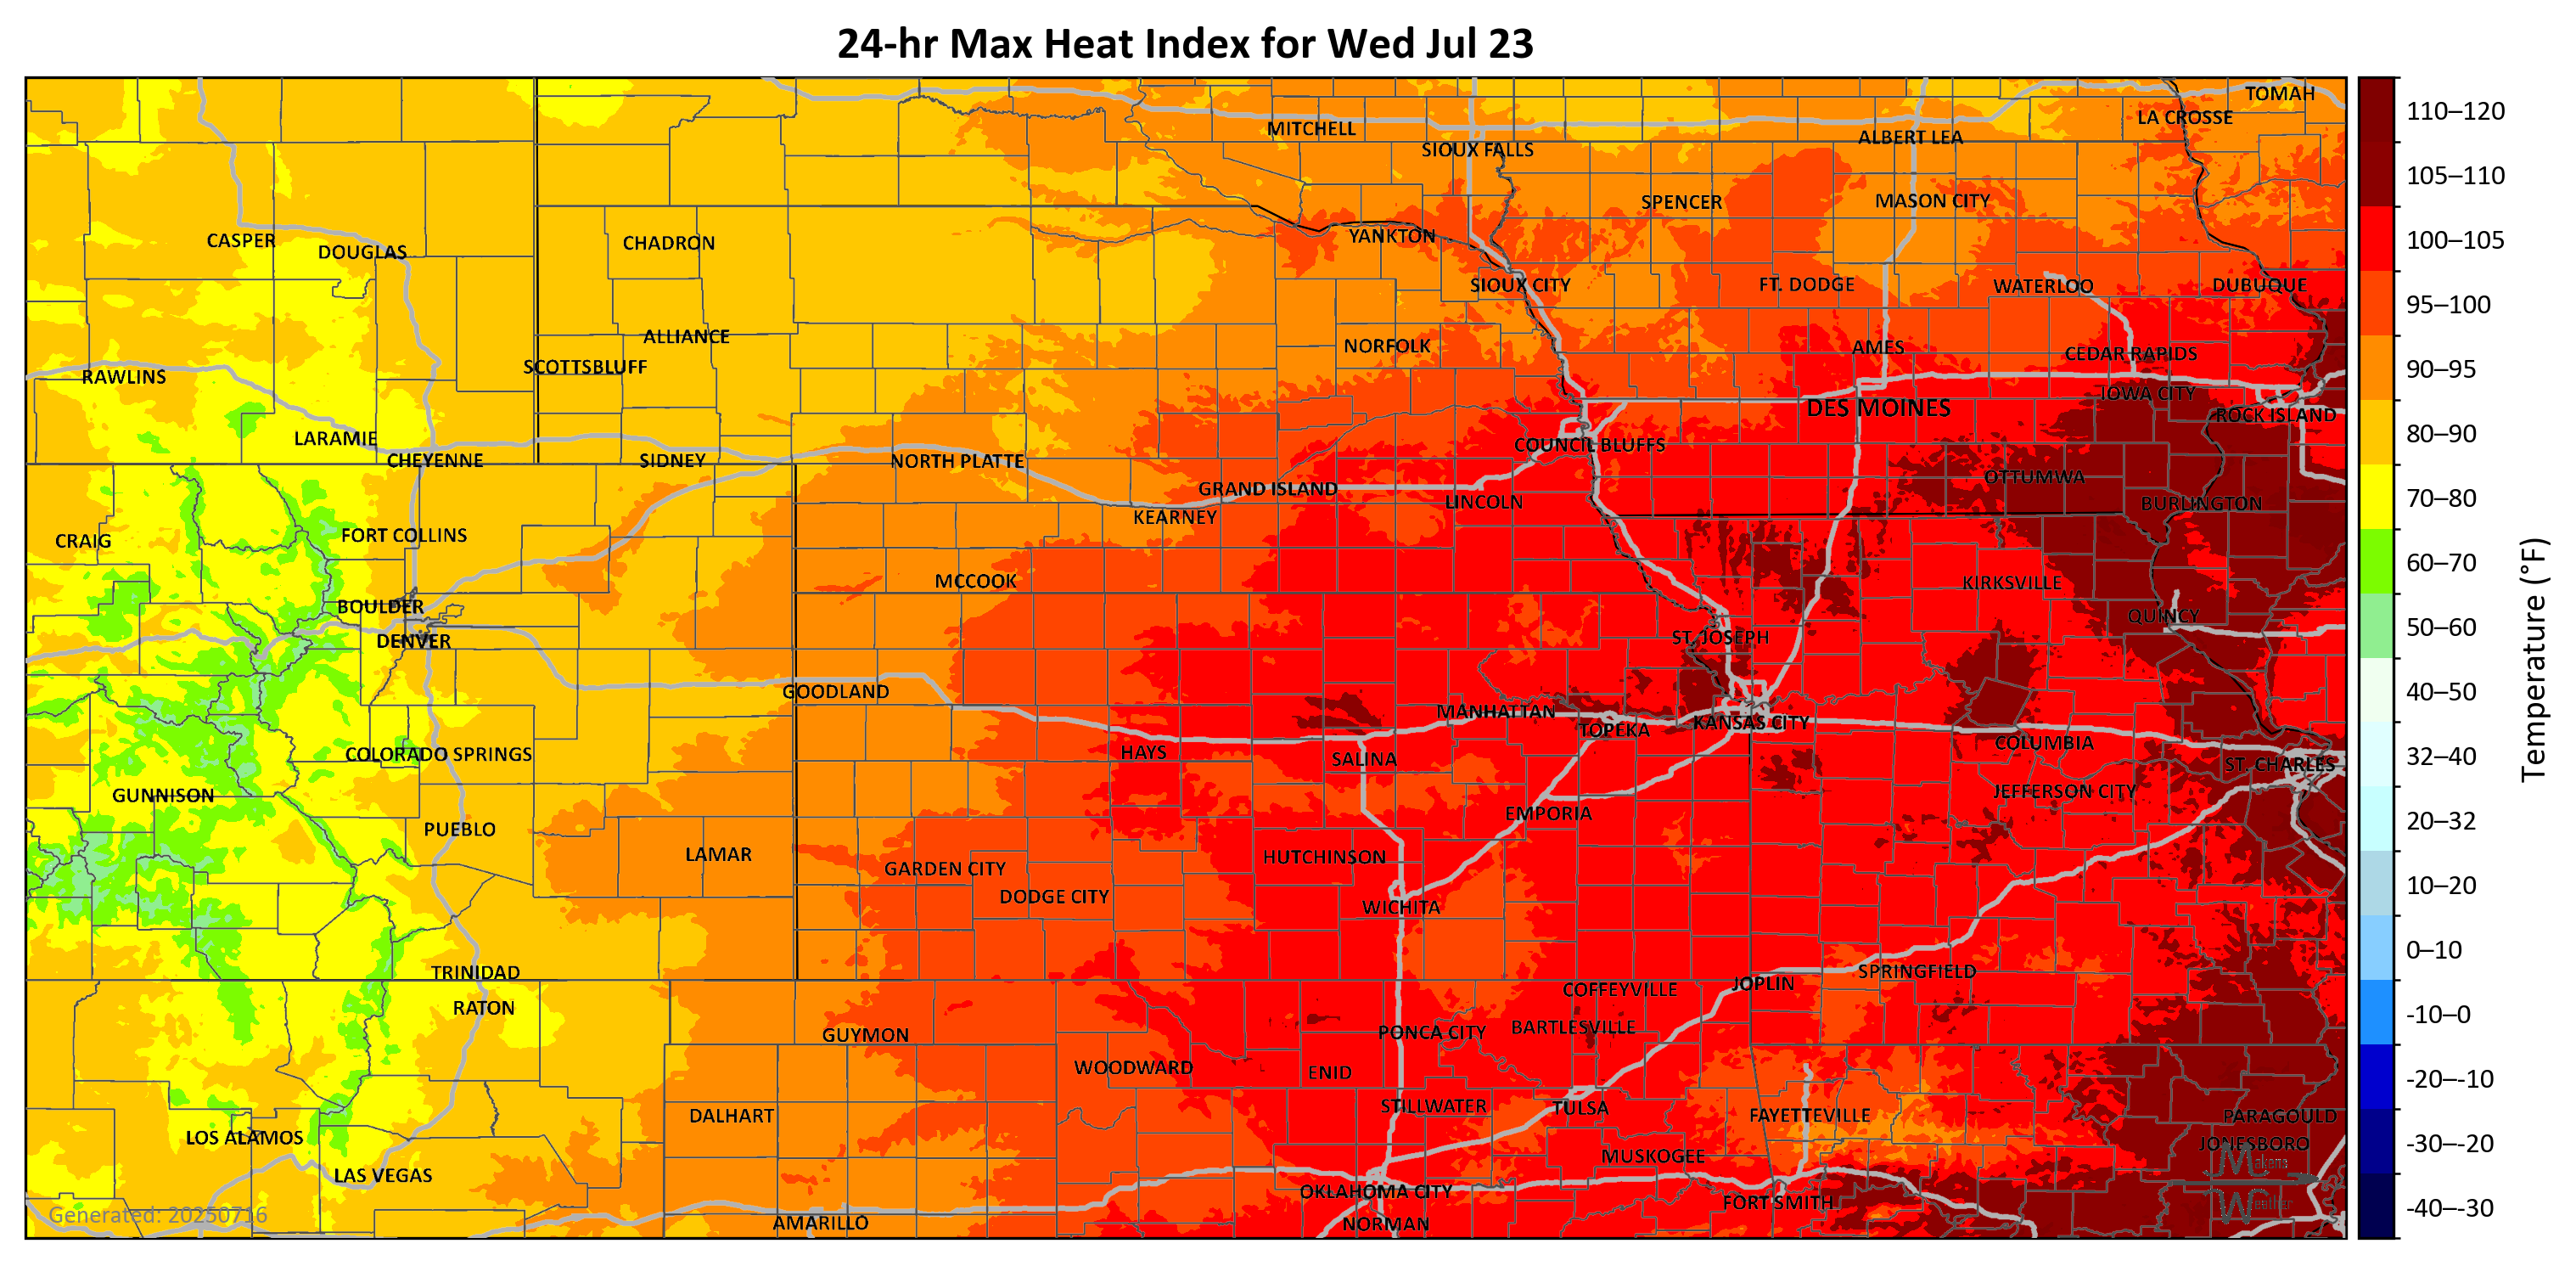 24-hr Max Heat Index for Wed Jul 23
TOMAH
LA CROSSE
MITCHELL
ALBERT LEA
SIOUX FALLS
SPENCER
MASON CITY
YANKTON
CASPER
DOUGLAS
CHADRON
SIOUX CITY
FT. DODGE
WATERLOO
DUBUQUE
ALLIANCE
NORFOLK
AMES
CEDAR RAPIDS
SCOTTSBLUFF
RAWLINS
IOWA CITY
DES MOINES
ROCK ISLAND
LARAMIE
COUNCIL BLUFFS
CHEYENNE
SIDNEY
NORTH PLATTE
OTTUMWA
GRAND ISLAND
LINCOLN
BURLINGTON
KEARNEY
FORT COLLINS
CRAIG
MCCOOK
KIRKSVILLE
BOULDER
QUINCY
DENVER
ST. JOSEPH
GOODLAND
MANHATTAN
KANSAS CITY
TOPEKA
COLUMBIA
HAYS
COLORADO SPRINGS
SALINA
ST. CHARLES
GUNNISON
JEFFERSON CITY
EMPORIA
PUEBLO
LAMAR
HUTCHINSON
GARDEN CITY
DODGE CITY
WICHITA
TRINIDAD
SPRINGFIELD
JOPLIN
COFFEYVILLE
RATON
BARTLESVILLE
PONCA CITY
GUYMON
WOODWARD
ENID
STILLWATER
TULSA
DALHART
FAYETTEVILLE
PARAGOULD
LOS ALAMOS
JONESBORO
MUSKOGEE
Makens
LAS VEGAS
OKLAHOMA CITY
FORT SMITH
Weather
Generated: 20250716
AMARILLO
NORMAN
110–120
105–110
100–105
95–100
90–95
80–90
70–80
60–70
50–60
40–50
32–40
20–32
10–20
0–10
-10–0
-20–-10
-30–-20
-40–-30
Temperature (°F)